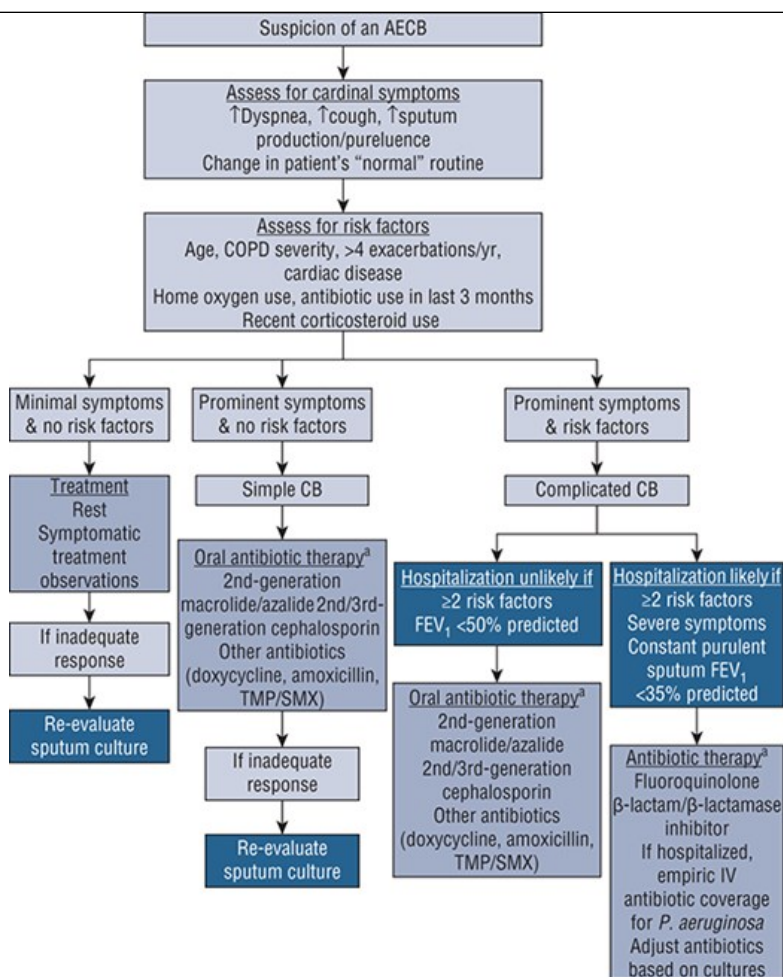 Suspicion of an AECB
Assess for cardinal symptoms
↑Dyspnea, ↑cough, ↑sputum
production/pureluence
Change in patient's “normal” routine
Assess for risk factors
Age, COPD severity, >4 exacerbations/yr,
cardiac disease
Home oxygen use, antibiotic use in last 3 months
Recent corticosteroid use
Minimal symptoms
& no risk factors
Treatment
Rest
Symptomatic
treatment
observations
If inadequate
response
Re-evaluate
sputum culture
Prominent symptoms
& no risk factors
Simple CB
Oral antibiotic therapyª
2nd-generation
macrolide/azalide 2nd/3rd-
generation cephalosporin
Other antibiotics
(doxycycline, amoxicillin,
TMP/SMX)
If inadequate
response
Re-evaluate
sputum culture
Prominent symptoms
& risk factors
Complicated CB
Hospitalization unlikely if
≥2 risk factors
FEV₁ <50% predicted
Oral antibiotic therapyª
2nd-generation
macrolide/azalide
2nd/3rd-generation
cephalosporin
Other antibiotics
(doxycycline, amoxicillin,
TMP/SMX)
Hospitalization likely if
≥2 risk factors
Severe symptoms
Constant purulent
sputum FEV₁
<35% predicted
Antibiotic therapyª
Fluoroquinolone
β-lactam/β-lactamase
inhibitor
If hospitalized,
empiric IV
antibiotic coverage
for P. aeruginosa
Adjust antibiotics
based on cultures